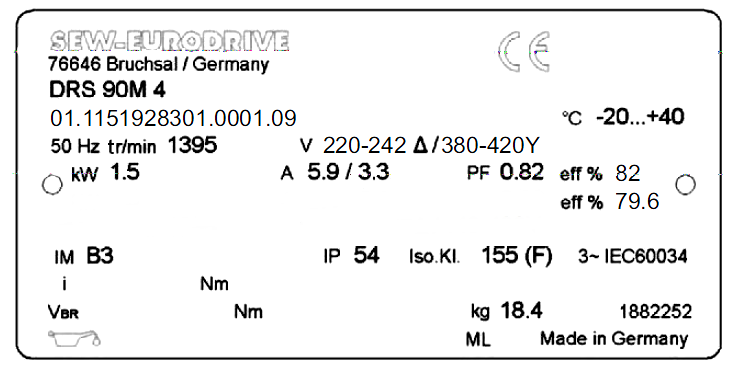 SEW-EURODRIVE CE
76646 Bruchsal / Germany
DRS 90M 4
01.1151928301.0001.09 °C -20...+40
50 Hz tr/min 1395 V 220-242 Δ/380-420Y
kW 1.5 A 5.9 / 3.3 PF 0.82 eff % 82
eff % 79.6
IM B3 IP 54 Iso.Kl. 155 (F) 3~ IEC60034
i Nm
VBR Nm kg 18.4 1882252
ML Made in Germany